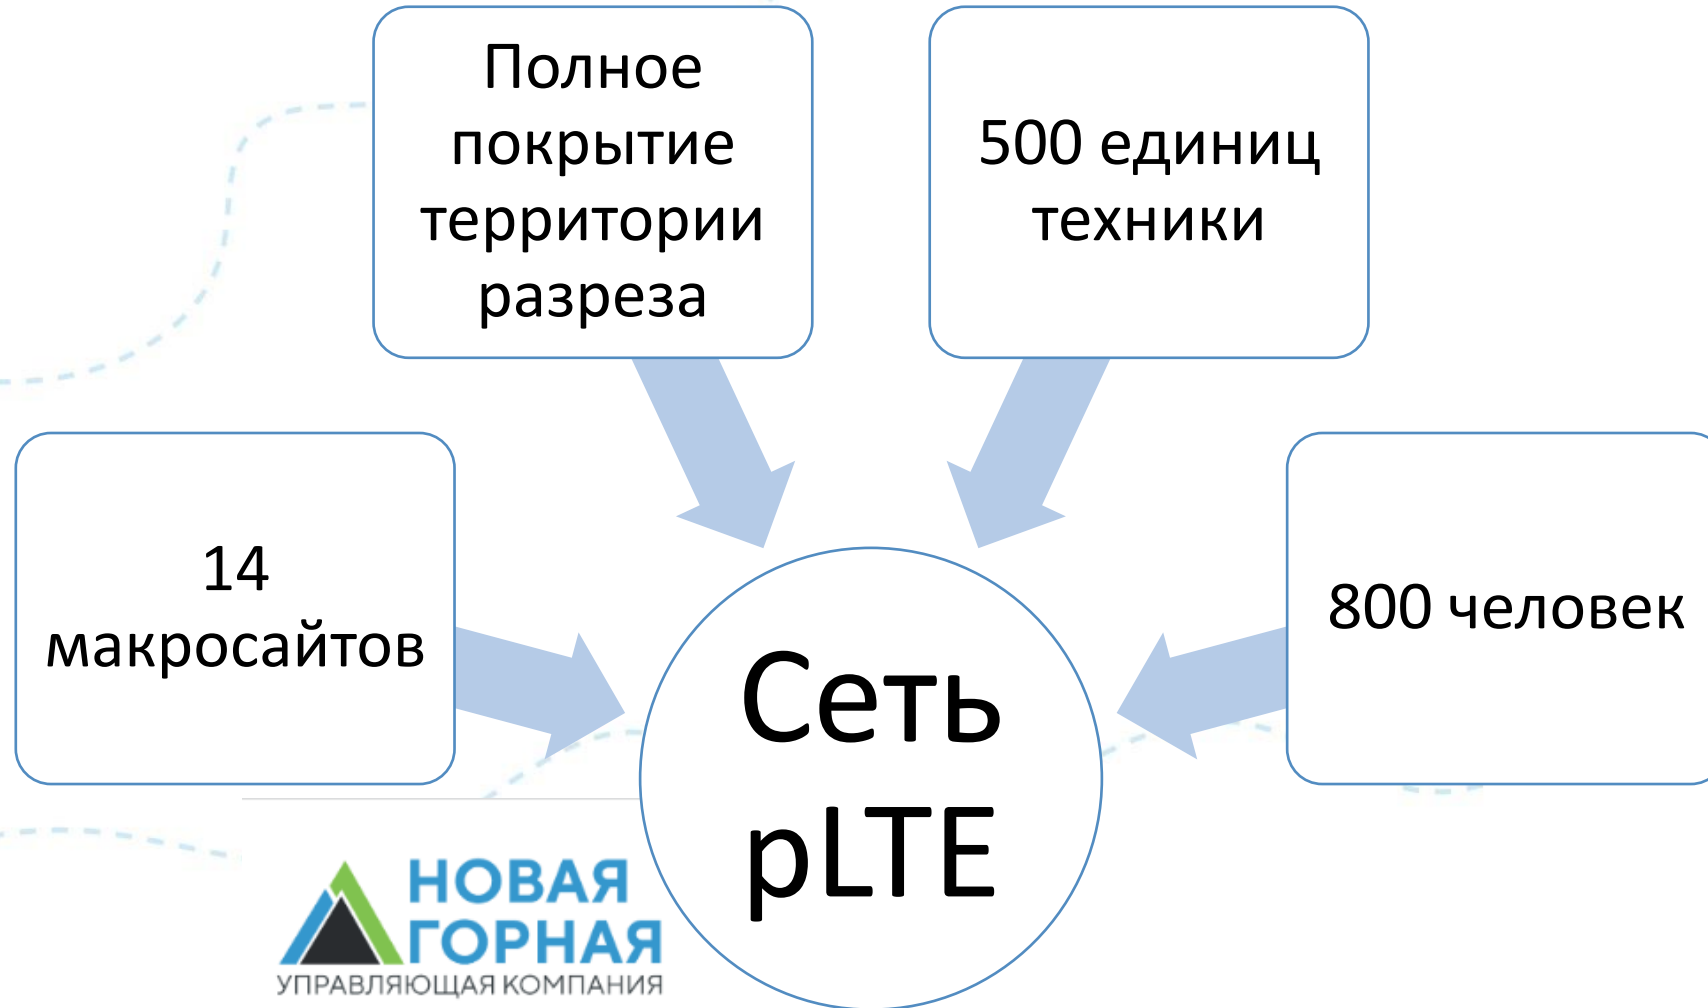 Полное
покрытие
территории
разреза
500 единиц
техники
14
макросайтов
800 человек
Сеть
pLTE
НОВАЯ
ГОРНАЯ
УПРАВЛЯЮЩАЯ КОМПАНИЯ